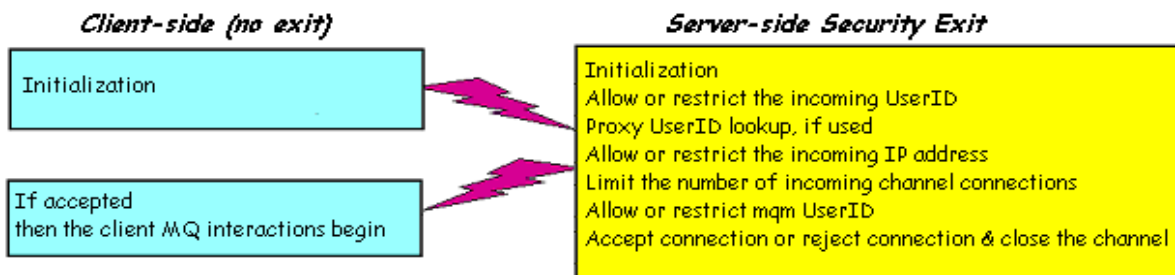 Client-side (no exit)
Initialization
If accepted
then the client MQ interactions begin
Server-side Security Exit
Initialization
Allow or restrict the incoming UserID
Proxy UserID lookup, if used
Allow or restrict the incoming IP address
Limit the number of incoming channel connections
Allow or restrict mqm UserID
Accept connection or reject connection & close the channel